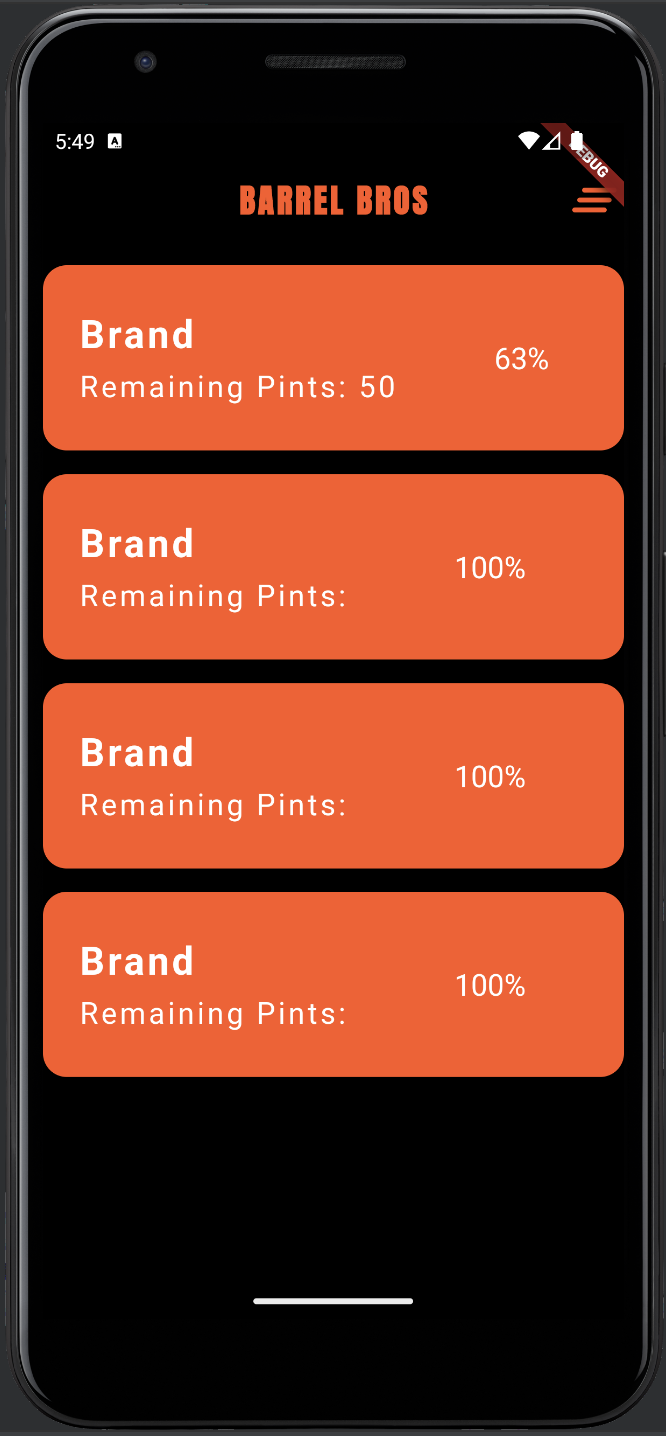 5:49
A
DEBUG
BARREL BROS
Brand
Remaining Pints: 50
63%
Brand
Remaining Pints:
100%
Brand
Remaining Pints:
100%
Brand
Remaining Pints:
100%